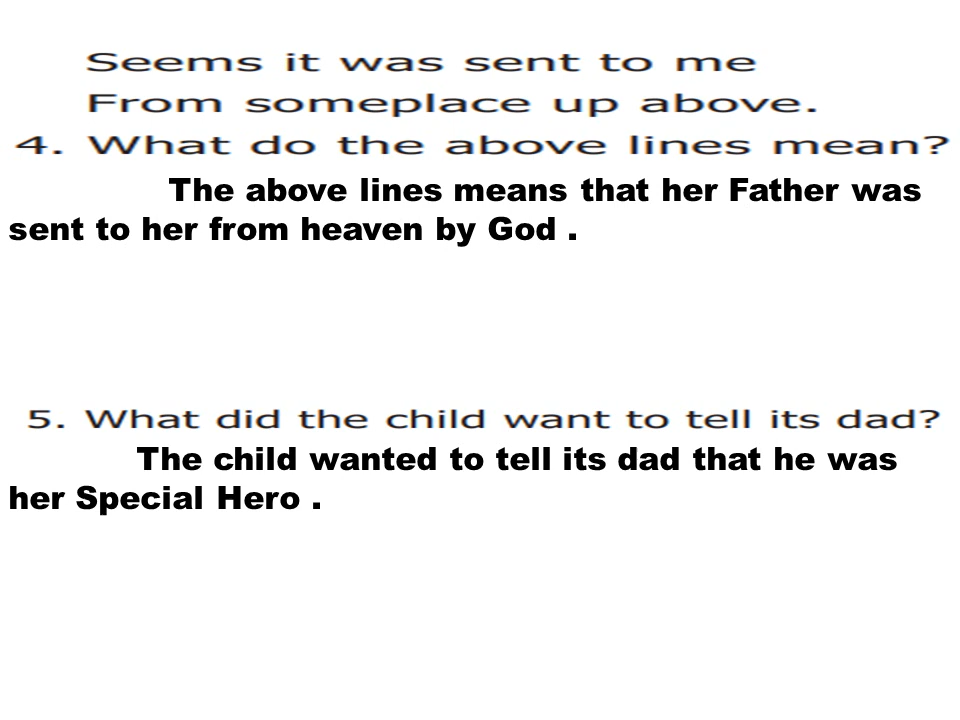 Seems it was sent to me
From someplace up above.
4. What do the above lines mean?
The above lines means that her Father was
sent to her from heaven by God .
5. What did the child want to tell its dad?
The child wanted to tell its dad that he was
her Special Hero .